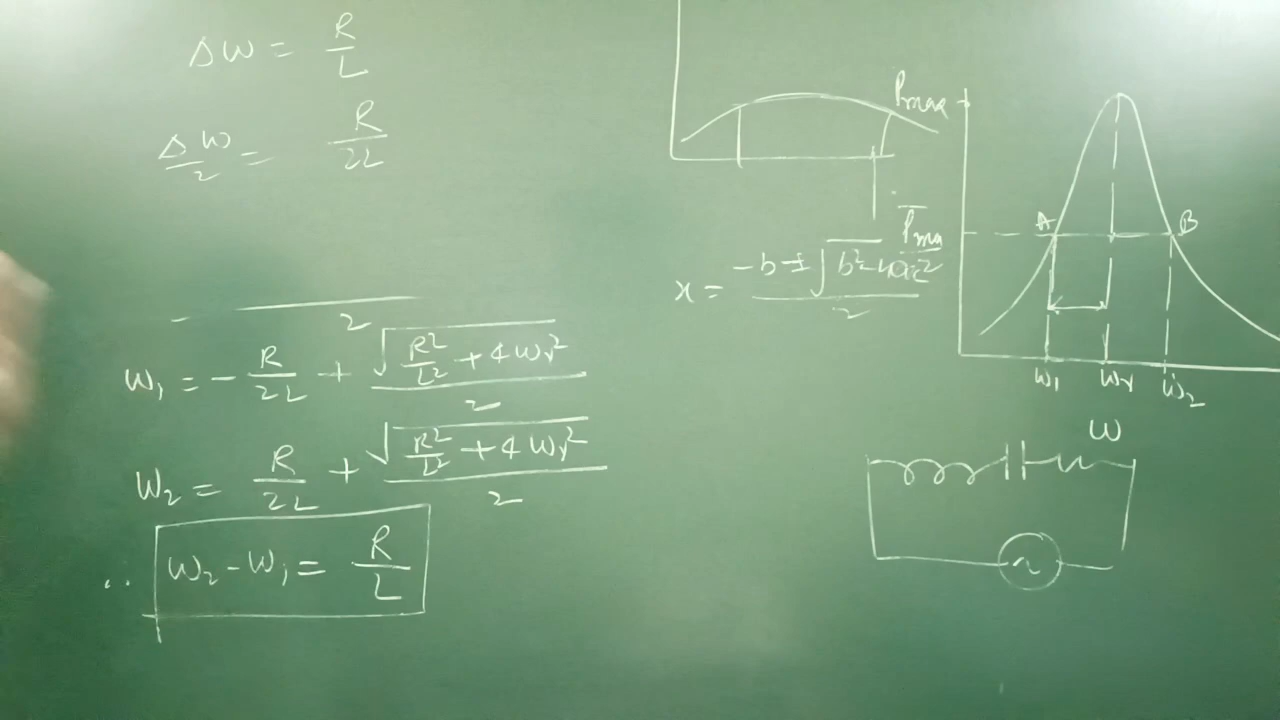 Δω = R/L
Δω/2 = R/2L
2
ω₁ = - R/2L + √(R²/L² + 4ωr²)/2
ω₂ = R/2L + √(R²/L² + 4ωr²)/2
∴ ω₂ - ω₁ = R/L
Pmax
A B
Pmax
2
x = -b ± √(b² - 4ac)/2
ω₁ ωr ω₂
ω
~